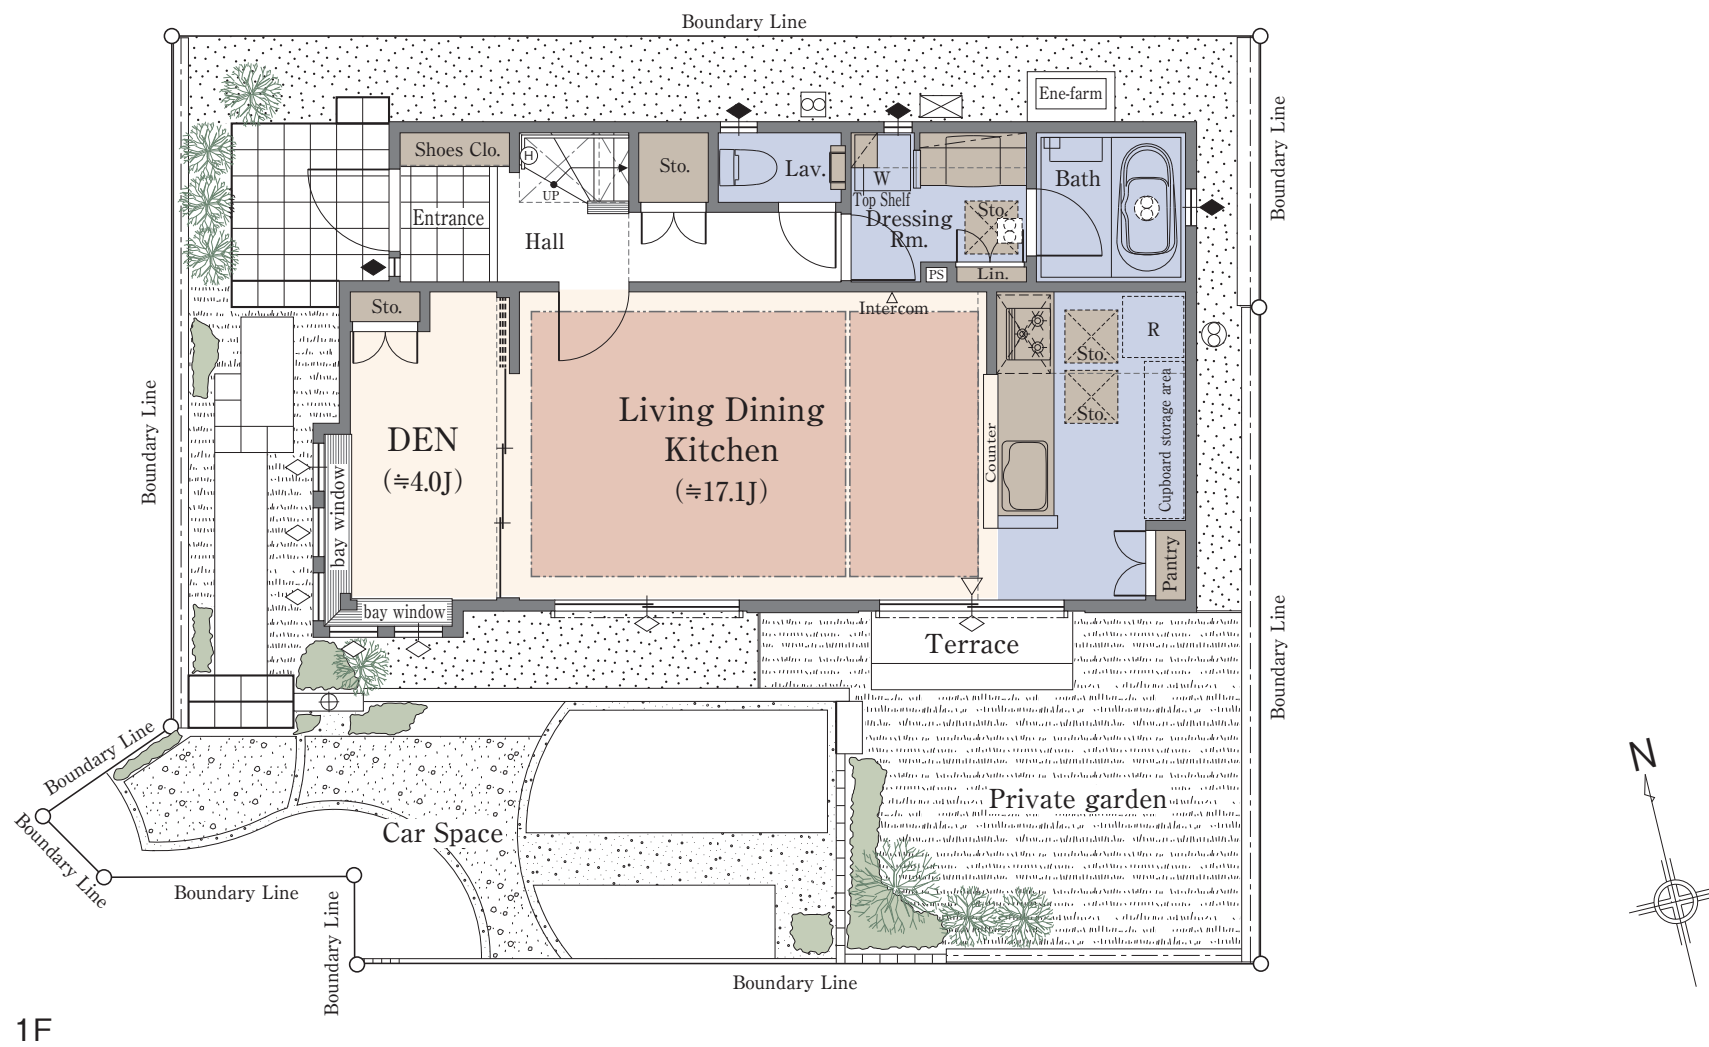 Boundary Line
Ene-farm
Boundary Line
Shoes Clo.
H
UP
Sto.
Lav.
W
Top Shelf
Dressing
Rm.
Sto.
Bath
Entrance
Hall
PS
Lin.
Intercom
Sto.
R
Sto.
Sto.
Cupboard storage area
Counter
Living Dining
Kitchen
(≒17.1J)
DEN
(≒4.0J)
Boundary Line
bay window
bay window
Pantry
Terrace
Boundary Line
Boundary Line
Boundary Line
Boundary Line
Boundary Line
Car Space
Private garden
Boundary Line
N
1F